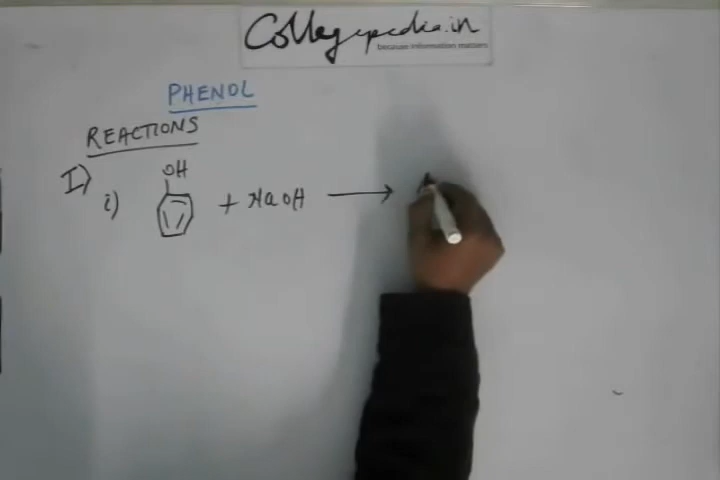 Collegepedia.in
because information matters
PHENOL
REACTIONS
I)
OH
i) + NaOH ⟶